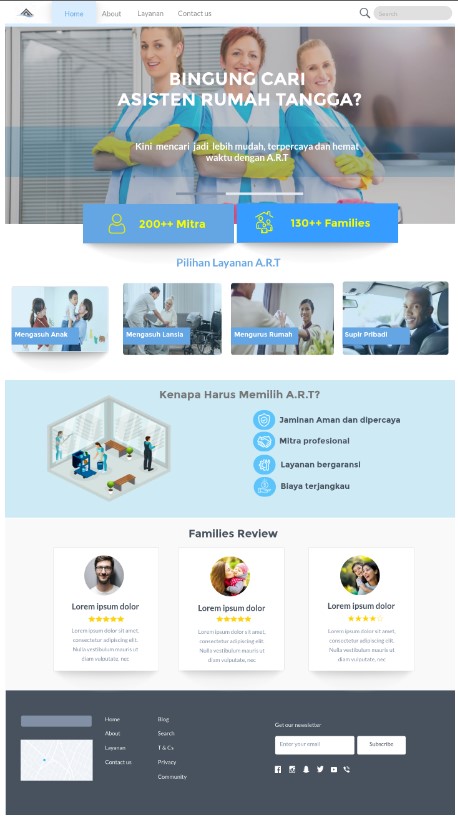 Home
About
Layanan
Contact us
Search
BINGUNG CARI
ASISTEN RUMAH TANGGA?
Kini mencari jadi lebih mudah, terpercaya dan hemat
waktu dengan A.R.T
200++ Mitra
130++ Families
Pilihan Layanan A.R.T
Mengasuh Anak
Mengasuh Lansia
Mengurus Rumah
Supir Pribadi
Kenapa Harus Memilih A.R.T?
Jaminan Aman dan dipercaya
Mitra profesional
Layanan bergaransi
Biaya terjangkau
Families Review
Lorem ipsum dolor
Lorem ipsum dolor sit amet,
consectetur adipiscing elit.
Nulla vestibulum mauris ut
diam vulputate, nec
Lorem ipsum dolor
Lorem ipsum dolor sit amet,
consectetur adipiscing elit.
Nulla vestibulum mauris ut
diam vulputate, nec
Lorem ipsum dolor
Lorem ipsum dolor sit amet,
consectetur adipiscing elit.
Nulla vestibulum mauris ut
diam vulputate, nec
Home
About
Layanan
Contact us
Blog
Search
T & Cs
Privacy
Community
Get our newsletter
Enter your email
Subscribe